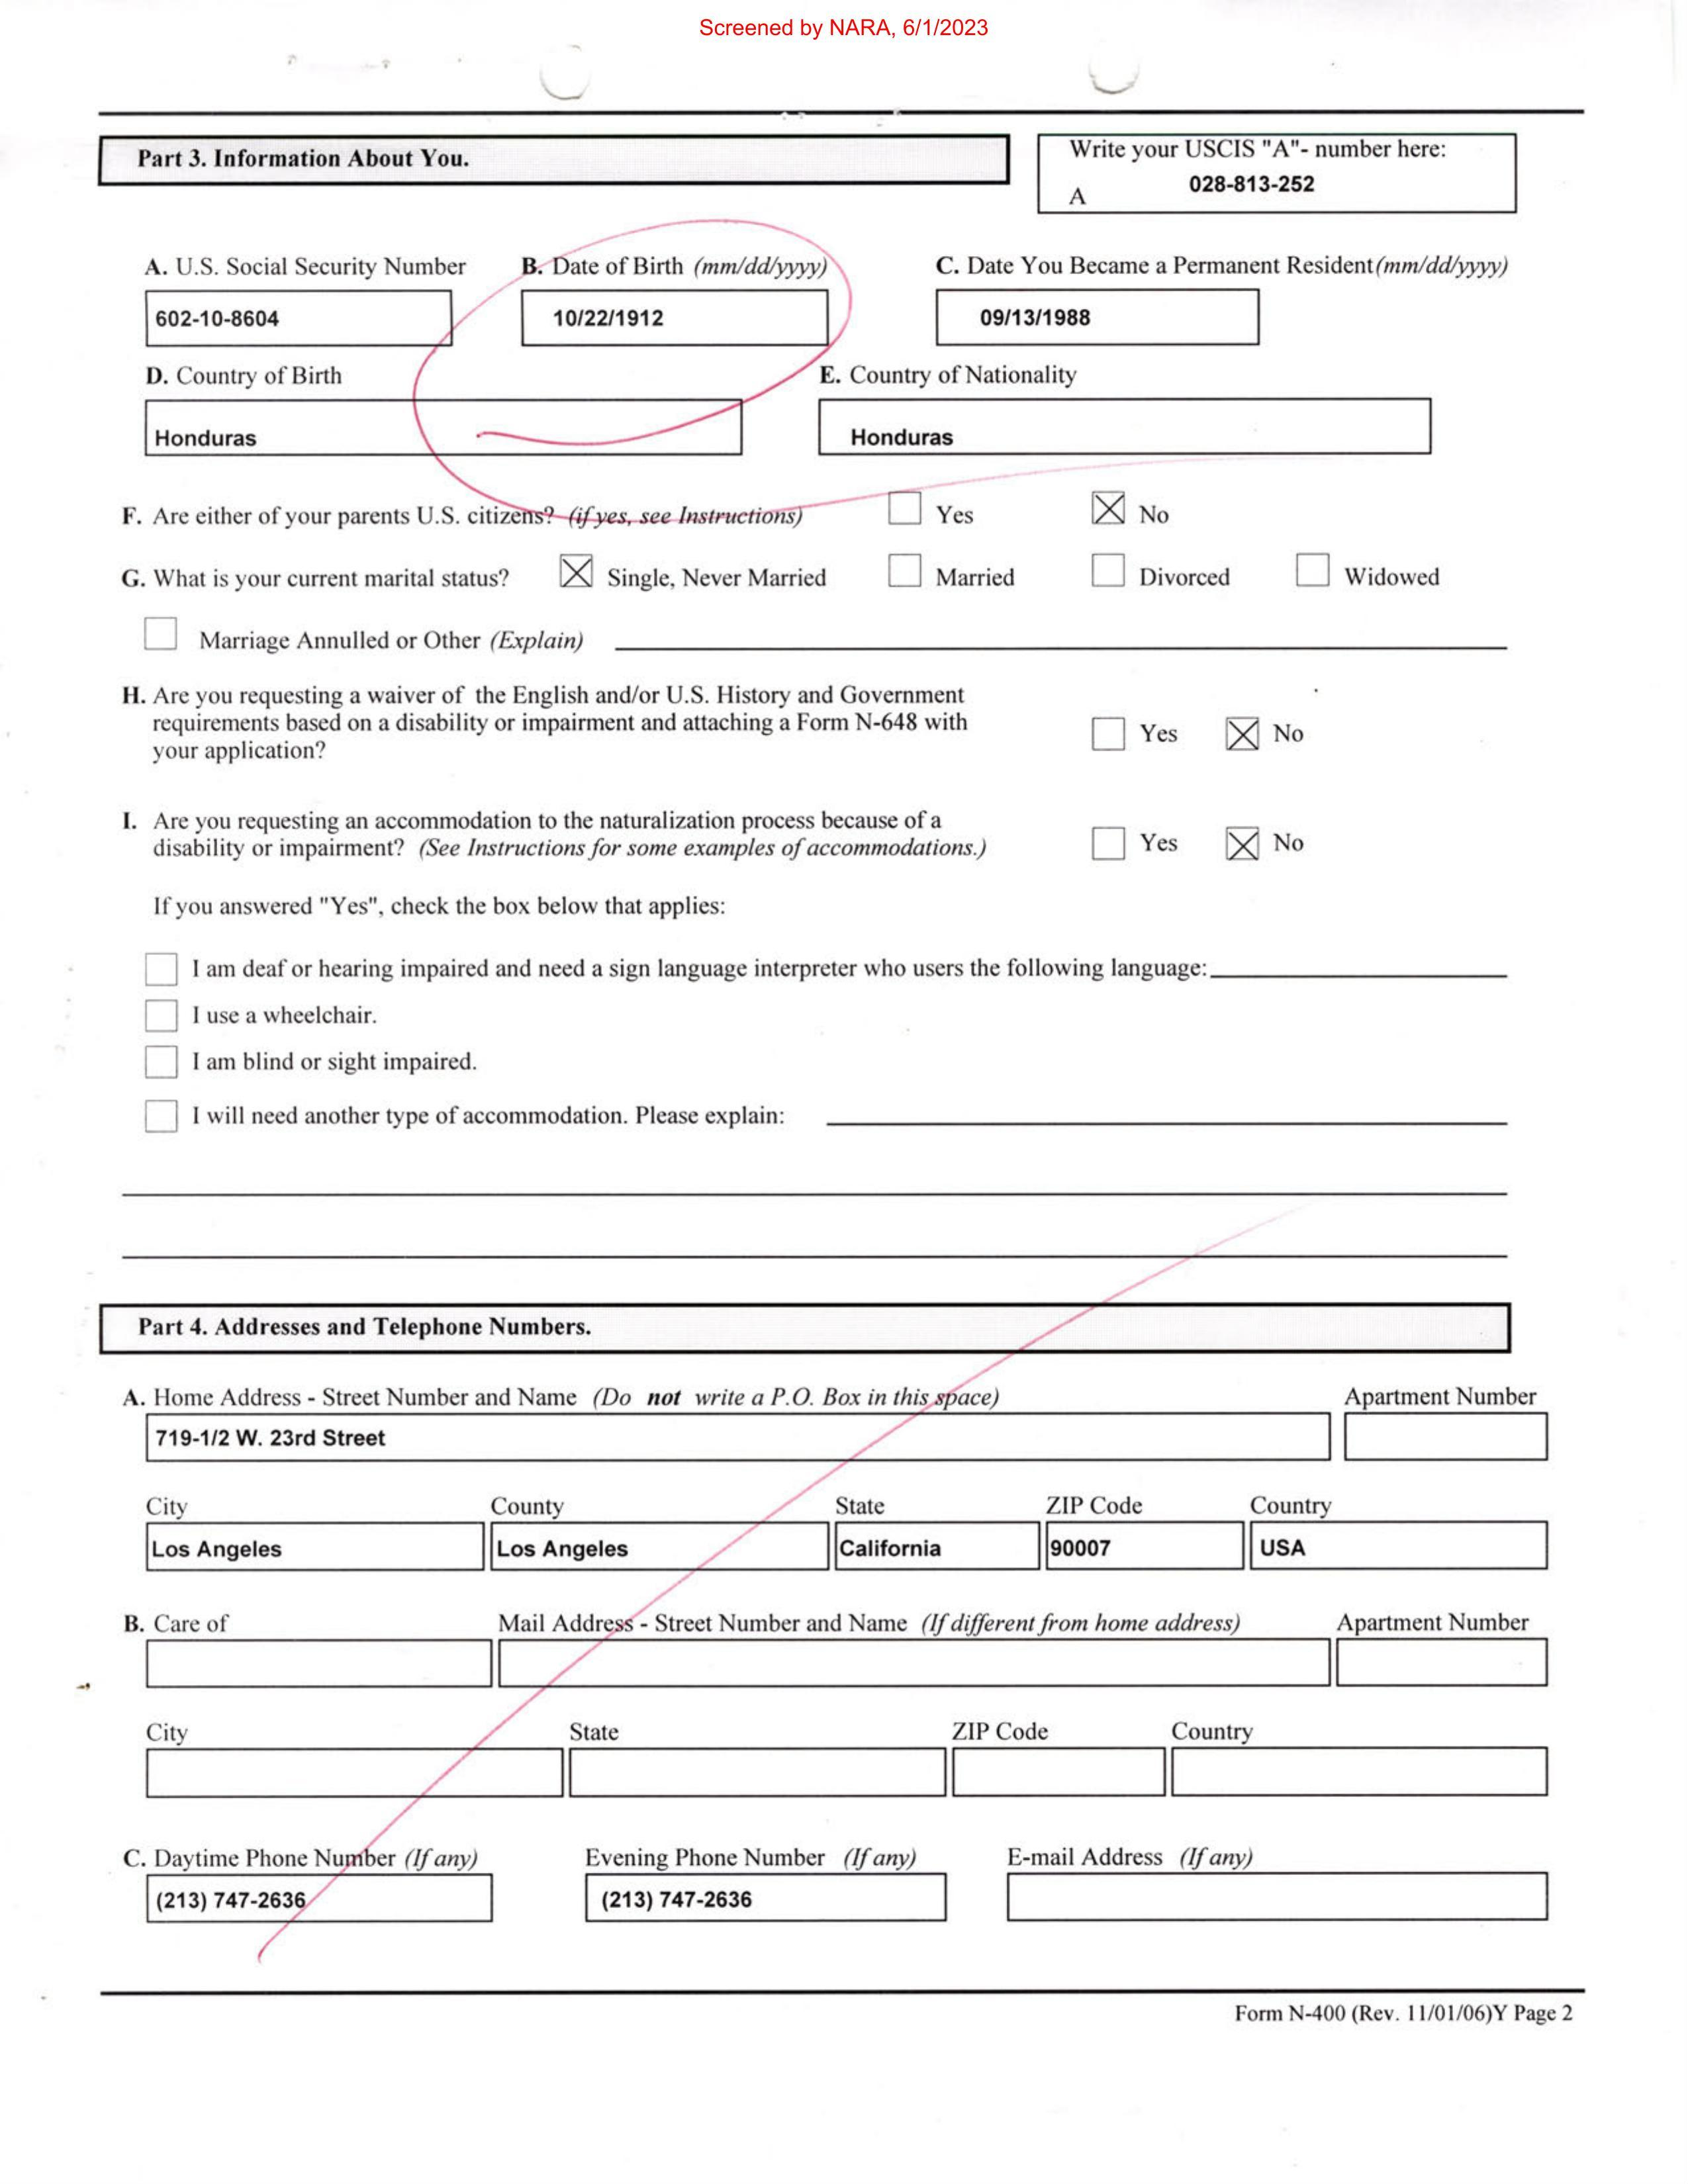 Screened by NARA, 6/1/2023
Part 3. Information About You.
Write your USCIS "A"- number here:
A 028-813-252
A. U.S. Social Security Number B. Date of Birth (mm/dd/yyyy) C. Date You Became a Permanent Resident (mm/dd/yyyy)
602-10-8604 10/22/1912 09/13/1988
D. Country of Birth E. Country of Nationality
Honduras Honduras
F. Are either of your parents U.S. citizens? (if yes, see Instructions) Yes No
G. What is your current marital status? Single, Never Married Married Divorced Widowed
Marriage Annulled or Other (Explain)
H. Are you requesting a waiver of the English and/or U.S. History and Government
requirements based on a disability or impairment and attaching a Form N-648 with
your application?
Yes No
I. Are you requesting an accommodation to the naturalization process because of a
disability or impairment? (See Instructions for some examples of accommodations.)
Yes No
If you answered "Yes", check the box below that applies:
I am deaf or hearing impaired and need a sign language interpreter who users the following language:
I use a wheelchair.
I am blind or sight impaired.
I will need another type of accommodation. Please explain:
Part 4. Addresses and Telephone Numbers.
A. Home Address - Street Number and Name (Do not write a P.O. Box in this space) Apartment Number
719-1/2 W. 23rd Street
City County State ZIP Code Country
Los Angeles Los Angeles California 90007 USA
B. Care of Mail Address - Street Number and Name (If different from home address) Apartment Number
City State ZIP Code Country
C. Daytime Phone Number (If any) Evening Phone Number (If any) E-mail Address (If any)
(213) 747-2636 (213) 747-2636
Form N-400 (Rev. 11/01/06)Y Page 2